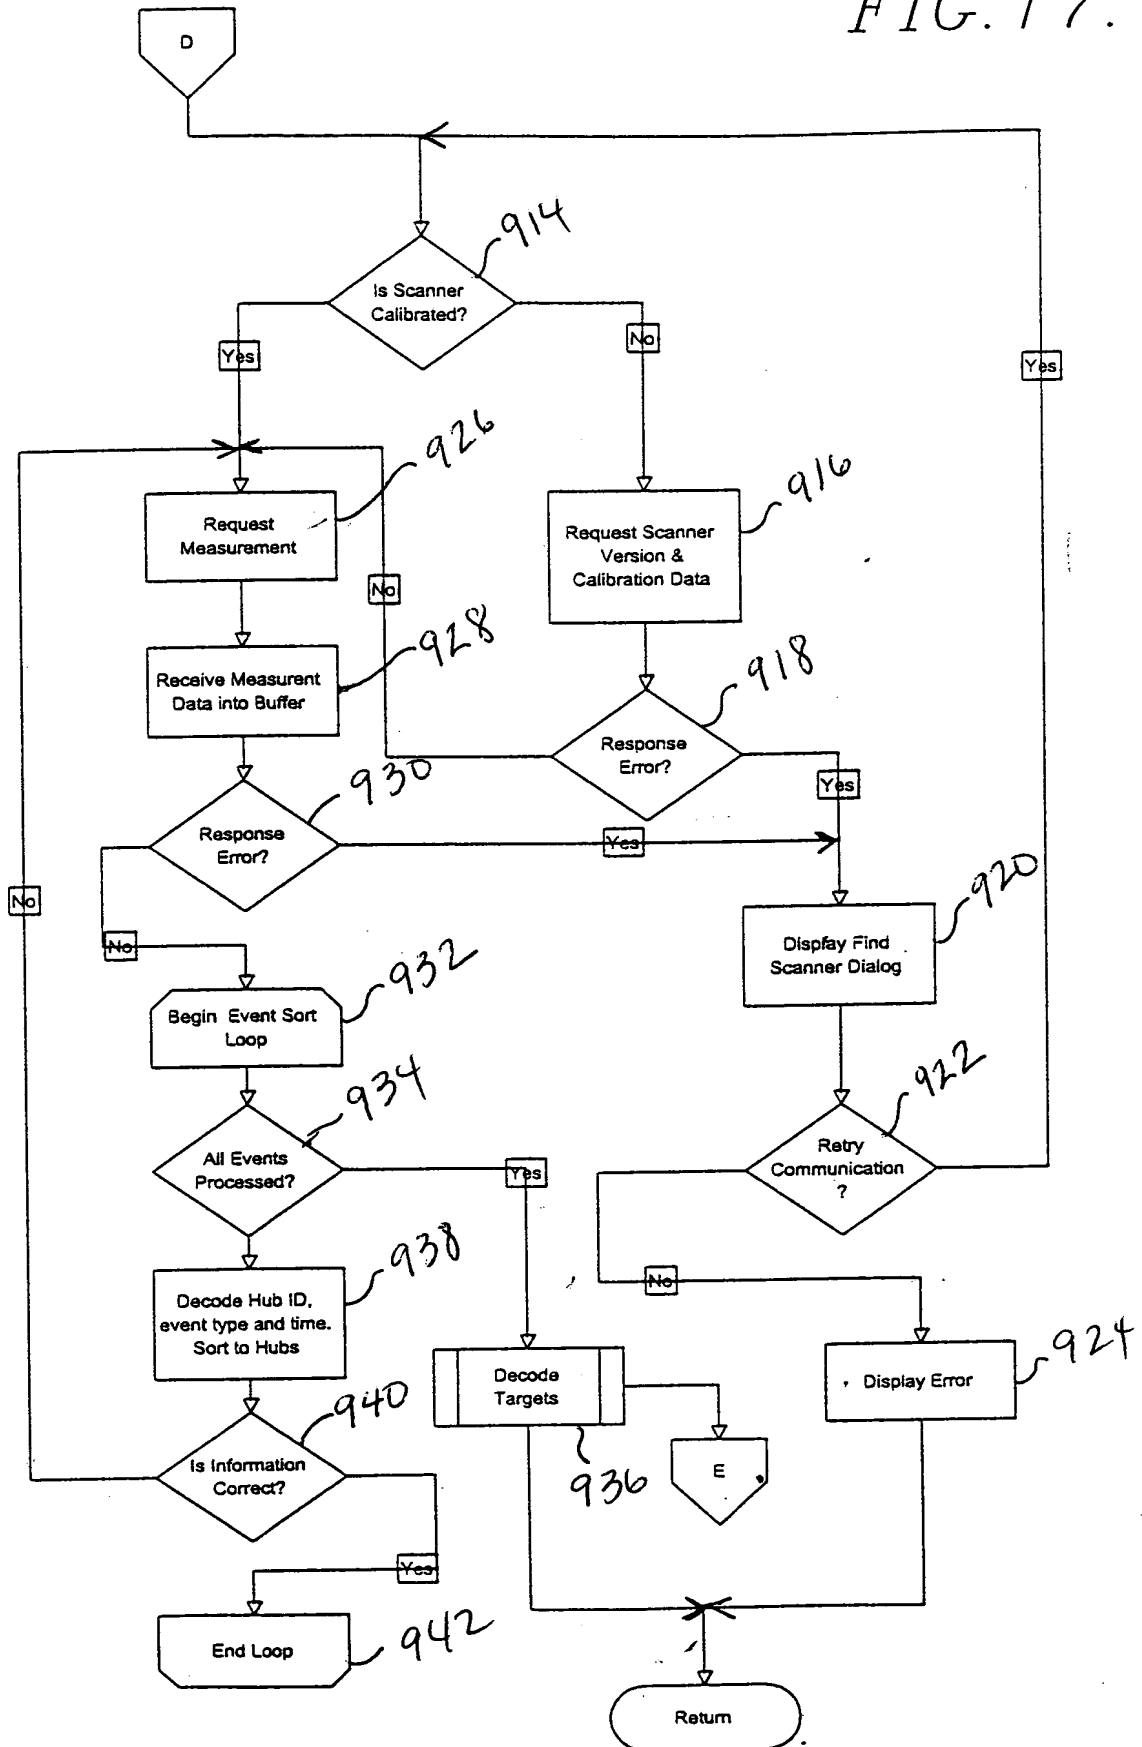 FIG. 17.
D
914
Is Scanner
Calibrated?
Yes
No
Yes
926
916
Request
Measurement
Request Scanner
Version &
Calibration Data
No
928
918
Receive Measurent
Data into Buffer
Response
Error?
930
Yes
Response
Error?
Yes
920
No
No
Display Find
Scanner Dialog
932
Begin Event Sort
Loop
934
922
All Events
Processed?
Yes
Retry
Communication
?
938
No
Decode Hub ID,
event type and time.
Sort to Hubs
924
Decode
Targets
Display Error
940
936
E
Is Information
Correct?
Yes
942
End Loop
Return